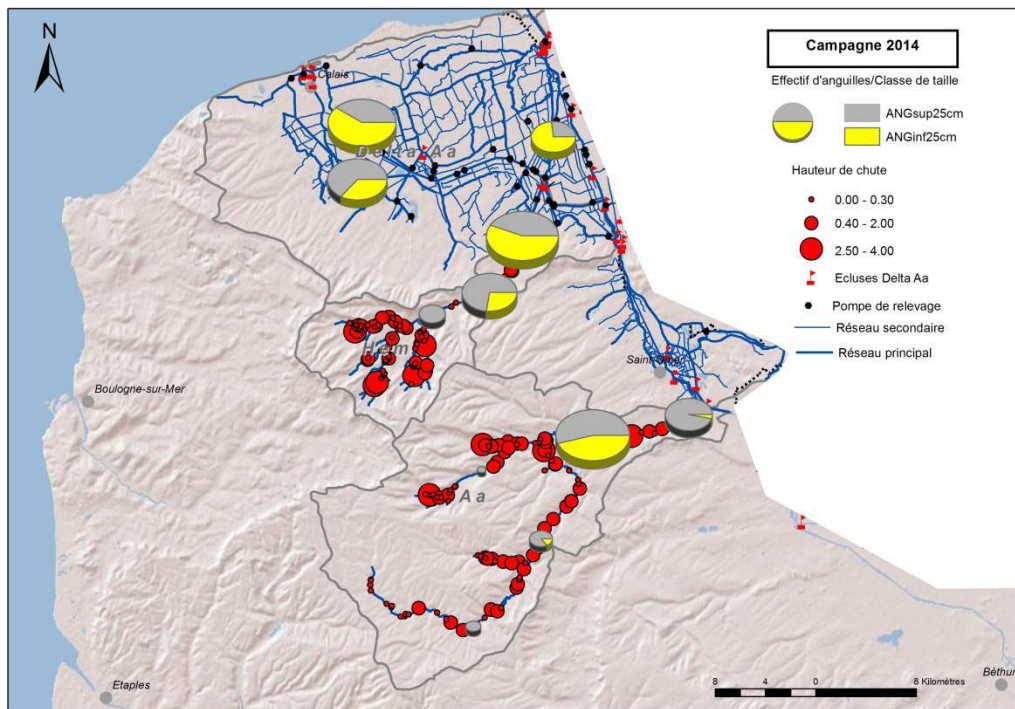 Campagne 2014
Effectif d'anguilles/Classe de taille
ANGsup25cm
ANGinf25cm
Hauteur de chute
0.00 - 0.30
0.40 - 2.00
2.50 - 4.00
Ecluses Delta Aa
Pompe de relevage
Réseau secondaire
Réseau principal
N
Calais
Delta Aa
Hem
Saint-Omer
Boulogne-sur-Mer
Aa
Etaples
Béthun
8 4 0 8 Kilomètres